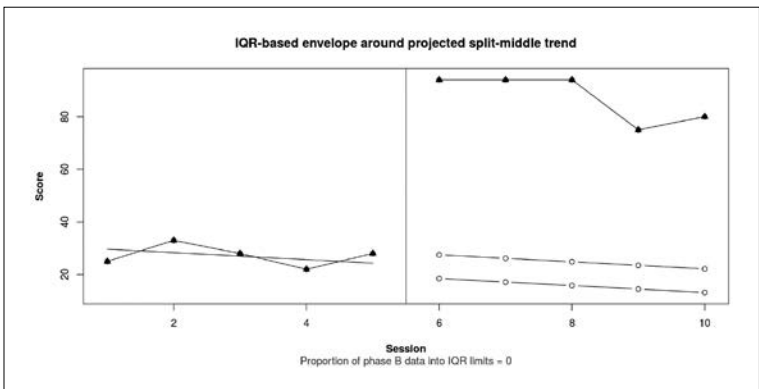 IQR-based envelope around projected split-middle trend
Score
80
60
40
20
2 4 6 8 10
Session
Proportion of phase B data into IQR limits = 0